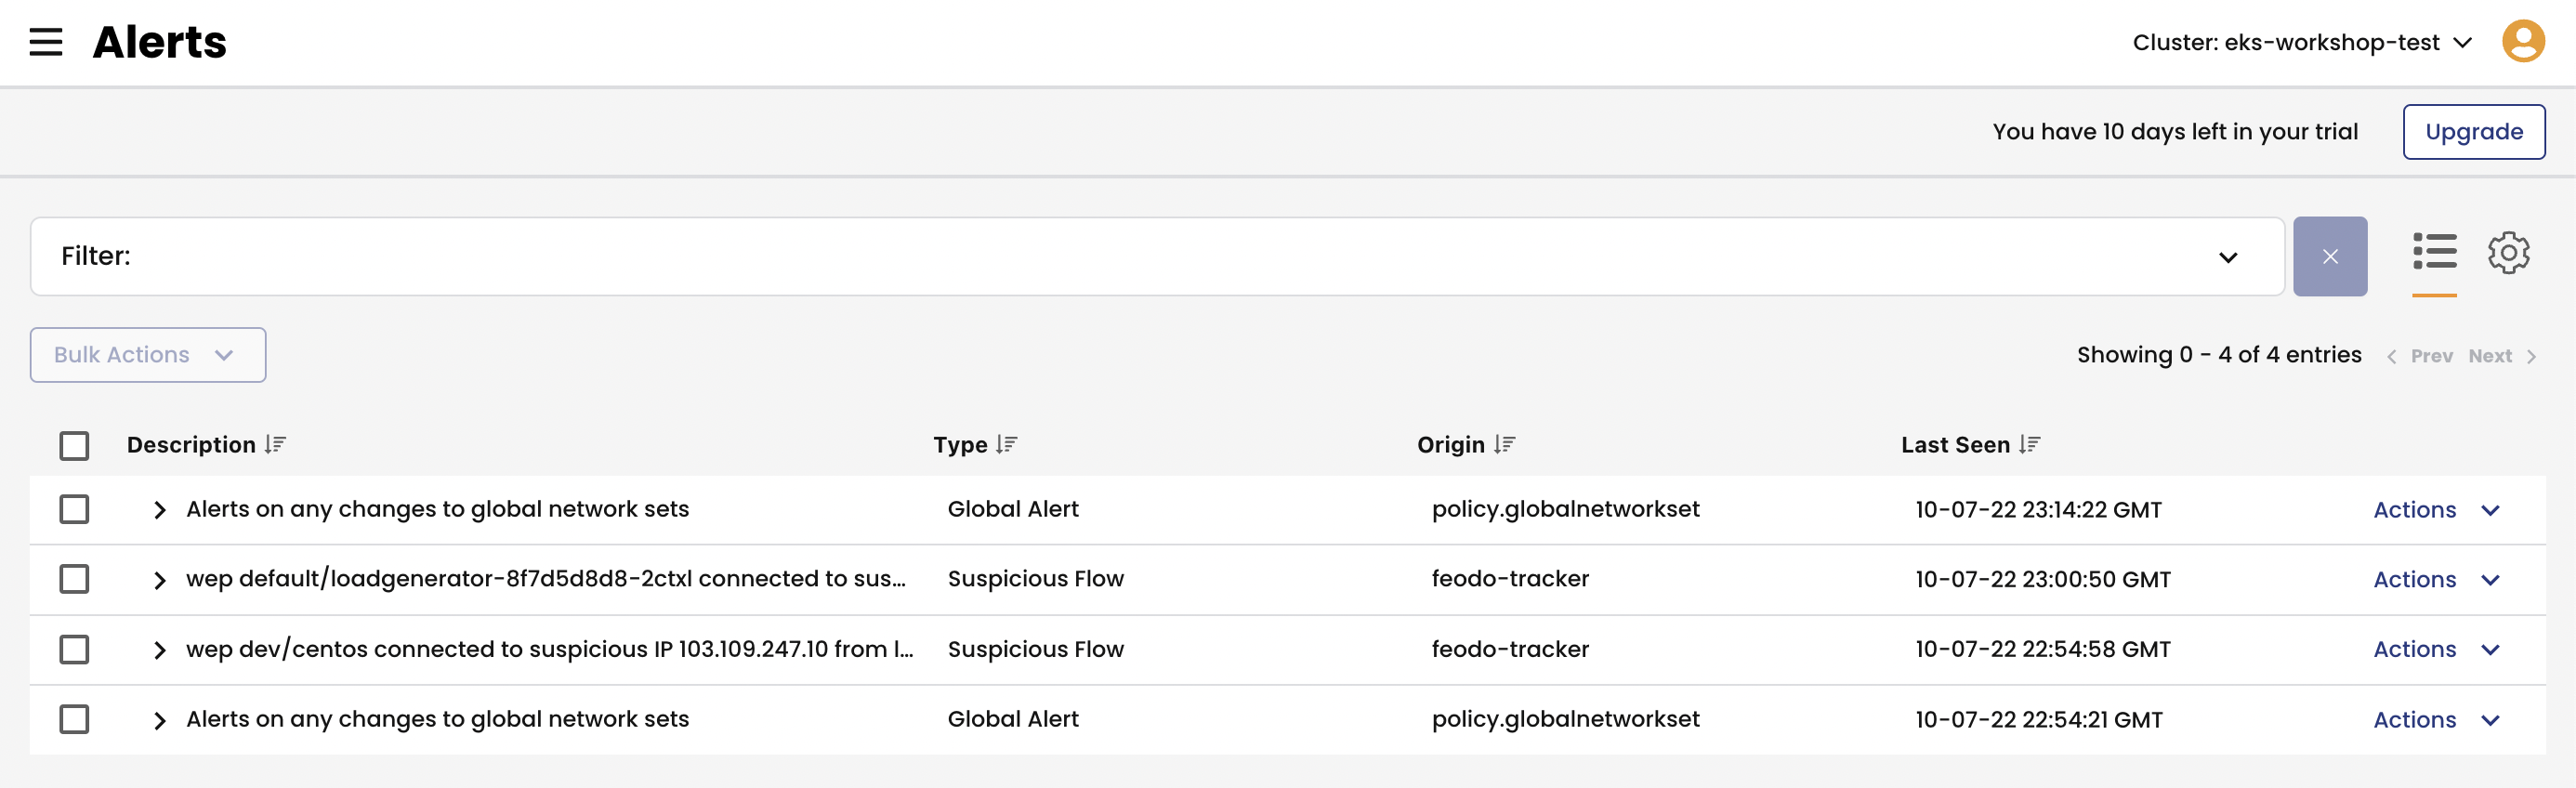 Alerts
Cluster: eks-workshop-test
You have 10 days left in your trial Upgrade
Filter:
Bulk Actions Showing 0 - 4 of 4 entries Prev Next
Description Type Origin Last Seen
Alerts on any changes to global network sets Global Alert policy.globalnetworkset 10-07-22 23:14:22 GMT Actions
wep default/loadgenerator-8f7d5d8d8-2ctxl connected to sus... Suspicious Flow feodo-tracker 10-07-22 23:00:50 GMT Actions
wep dev/centos connected to suspicious IP 103.109.247.10 from l... Suspicious Flow feodo-tracker 10-07-22 22:54:58 GMT Actions
Alerts on any changes to global network sets Global Alert policy.globalnetworkset 10-07-22 22:54:21 GMT Actions